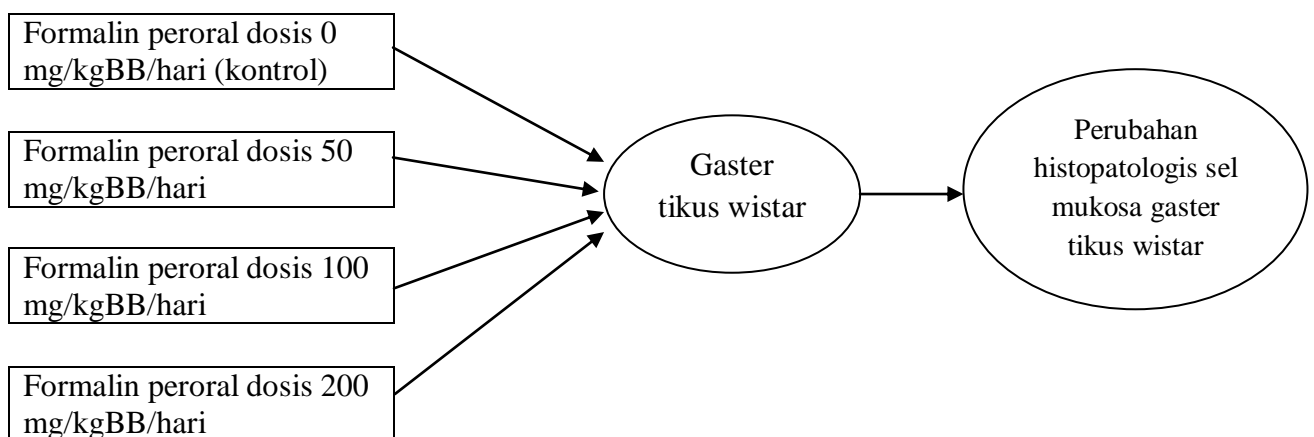 Formalin peroral dosis 0
mg/kgBB/hari (kontrol)
Formalin peroral dosis 50
mg/kgBB/hari
Formalin peroral dosis 100
mg/kgBB/hari
Formalin peroral dosis 200
mg/kgBB/hari
Gaster
tikus wistar
Perubahan
histopatologis sel
mukosa gaster
tikus wistar